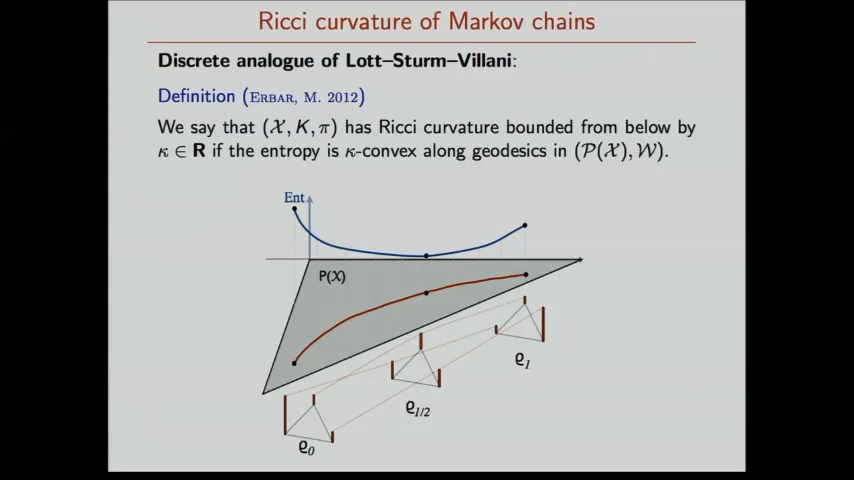 Ricci curvature of Markov chains
Discrete analogue of Lott–Sturm–Villani:
Definition (ERBAR, M. 2012)
We say that (𝒳, K, π) has Ricci curvature bounded from below by
κ ∈ R if the entropy is κ-convex along geodesics in (𝒫(𝒳), 𝒲).
Ent
P(X)
ϱ1
ϱ1/2
ϱ0